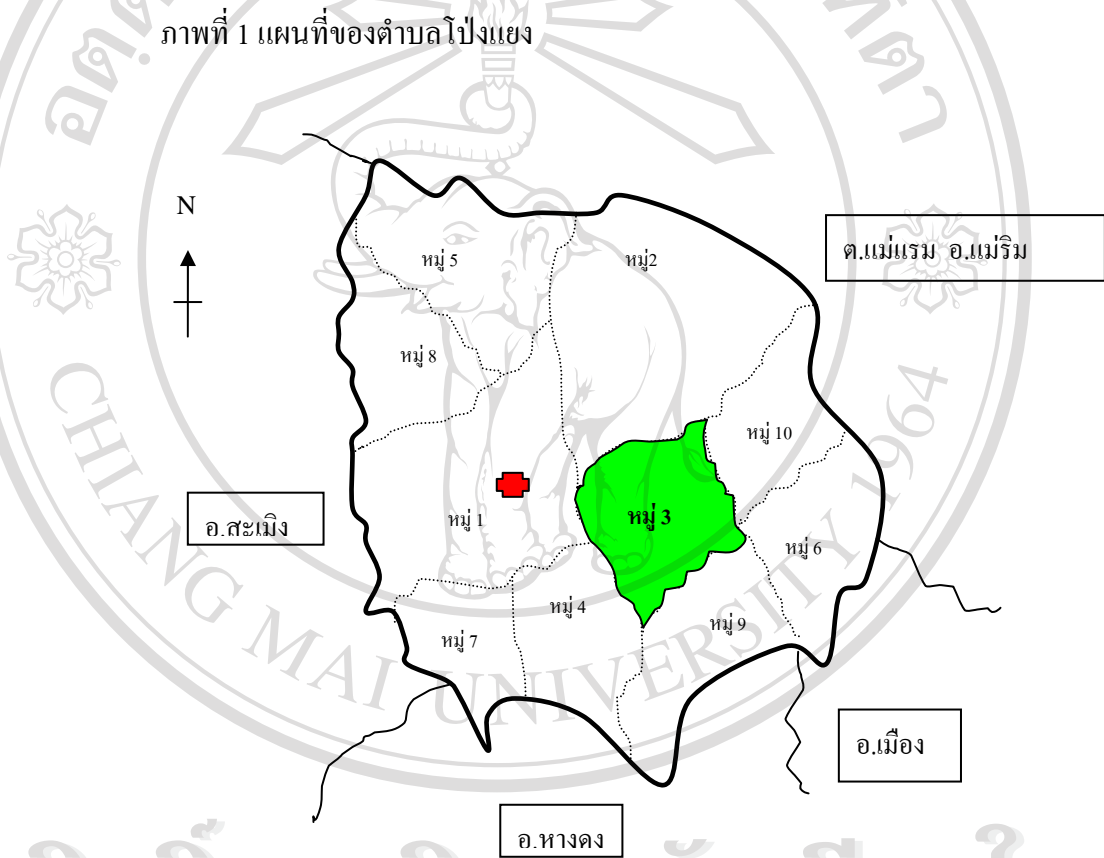 ภาพที่ 1 แผนที่ของตำบลโป่งแยง
N
ต.แม่แรม อ.แม่ริม
หมู่ 5
หมู่2
หมู่ 8
หมู่ 10
อ.สะเมิง
หมู่ 1
หมู่ 3
หมู่ 6
หมู่ 4
หมู่ 9
หมู่ 7
อ.เมือง
อ.หางดง
CHIANG MAI UNIVERSITY 1964